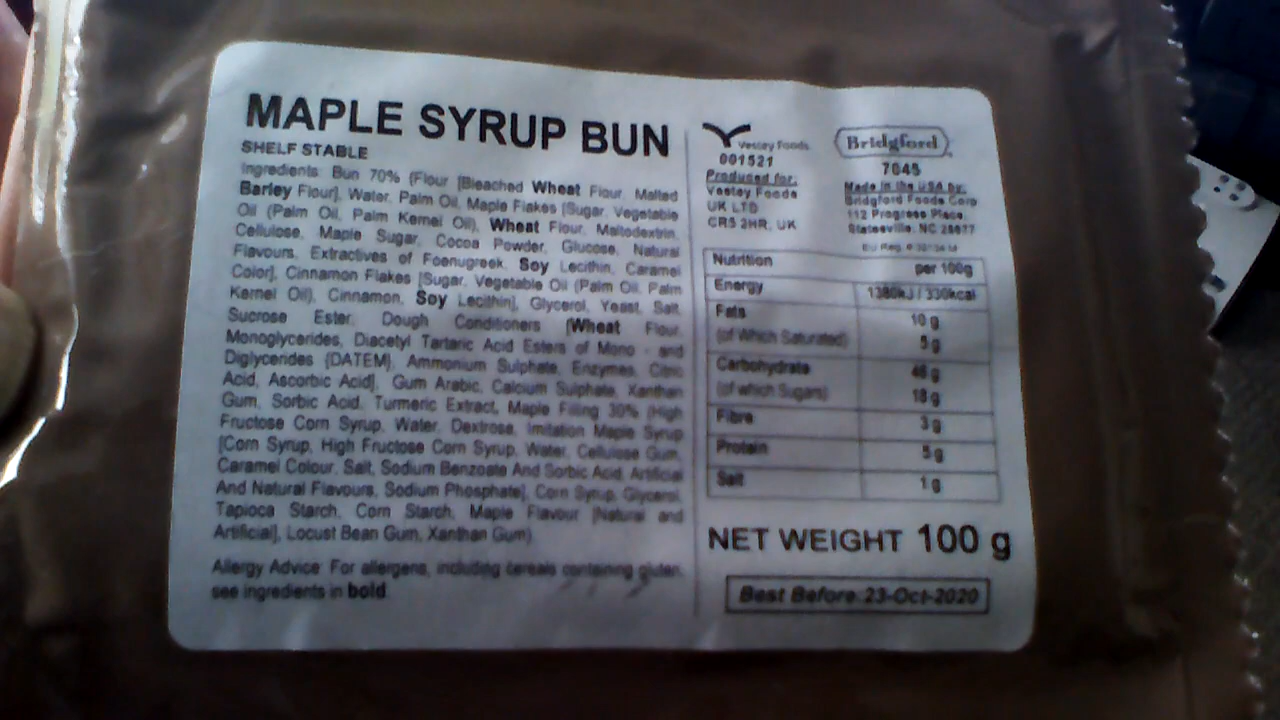 MAPLE SYRUP BUN
SHELF STABLE
Ingredients: Bun 70% (Flour [Bleached Wheat Flour, Malted
Barley Flour], Water, Palm Oil, Maple Flakes [Sugar, Vegetable
Oil (Palm Oil, Palm Kernel Oil), Wheat Flour, Maltodextrin,
Cellulose, Maple Sugar, Cocoa Powder, Glucose, Natural
Flavours, Extractives of Foenugreek, Soy Lecithin, Caramel
Color], Cinnamon Flakes [Sugar, Vegetable Oil (Palm Oil, Palm
Kernel Oil), Cinnamon, Soy Lecithin], Glycerol, Yeast, Salt,
Sucrose Ester, Dough Conditioners [Wheat Flour,
Monoglycerides, Diacetyl Tartaric Acid Esters of Mono - and
Diglycerides (DATEM), Ammonium Sulphate, Enzymes, Citric
Acid, Ascorbic Acid], Gum Arabic, Calcium Sulphate, Xanthan
Gum, Sorbic Acid, Turmeric Extract, Maple Filling 30% (High
Fructose Corn Syrup, Water, Dextrose, Imitation Maple Syrup
[Corn Syrup, High Fructose Corn Syrup, Water, Cellulose Gum,
Caramel Colour, Salt, Sodium Benzoate And Sorbic Acid, Artificial
And Natural Flavours, Sodium Phosphate], Corn Syrup, Glycerol,
Tapioca Starch, Corn Starch, Maple Flavour [Natural and
Artificial], Locust Bean Gum, Xanthan Gum)
Allergy Advice: For allergens, including cereals containing gluten,
see ingredients in bold
Vestey Foods
001521
Produced for:
Vestey Foods
UK LTD
CR5 2HR, UK
Bridgford
7045
Made in the USA by:
Bridgford Foods Corp
112 Progress Place,
Statesville, NC 28677
EU Reg.
Nutrition per 100g
Energy 1380kJ / 330kcal
Fats 10 g
(of Which Saturated) 5 g
Carbohydrate 48 g
(of which Sugars) 18 g
Fibre 3 g
Protein 5 g
Salt 1 g
NET WEIGHT 100 g
Best Before: 23-Oct-2020